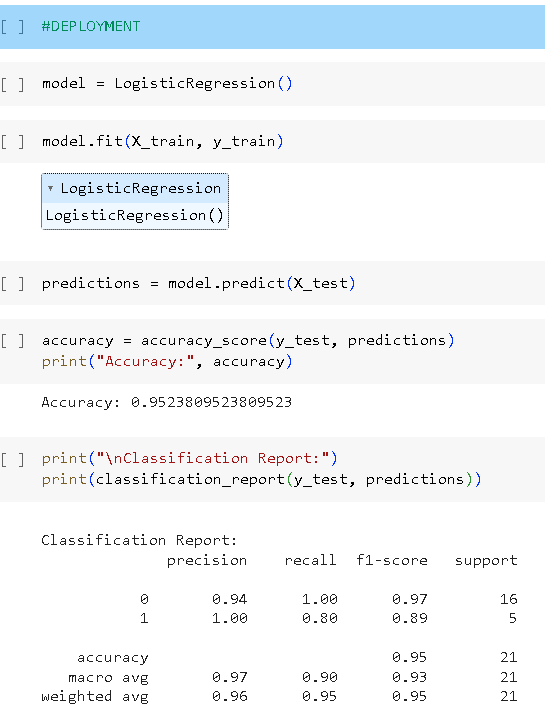 [ ] #DEPLOYMENT
[ ] model = LogisticRegression()
[ ] model.fit(X_train, y_train)
▾ LogisticRegression
LogisticRegression()
[ ] predictions = model.predict(X_test)
[ ] accuracy = accuracy_score(y_test, predictions)
print("Accuracy:", accuracy)
Accuracy: 0.9523809523809523
[ ] print("\nClassification Report:")
print(classification_report(y_test, predictions))
Classification Report:
precision recall f1-score support
0 0.94 1.00 0.97 16
1 1.00 0.80 0.89 5
accuracy 0.95 21
macro avg 0.97 0.90 0.93 21
weighted avg 0.96 0.95 0.95 21